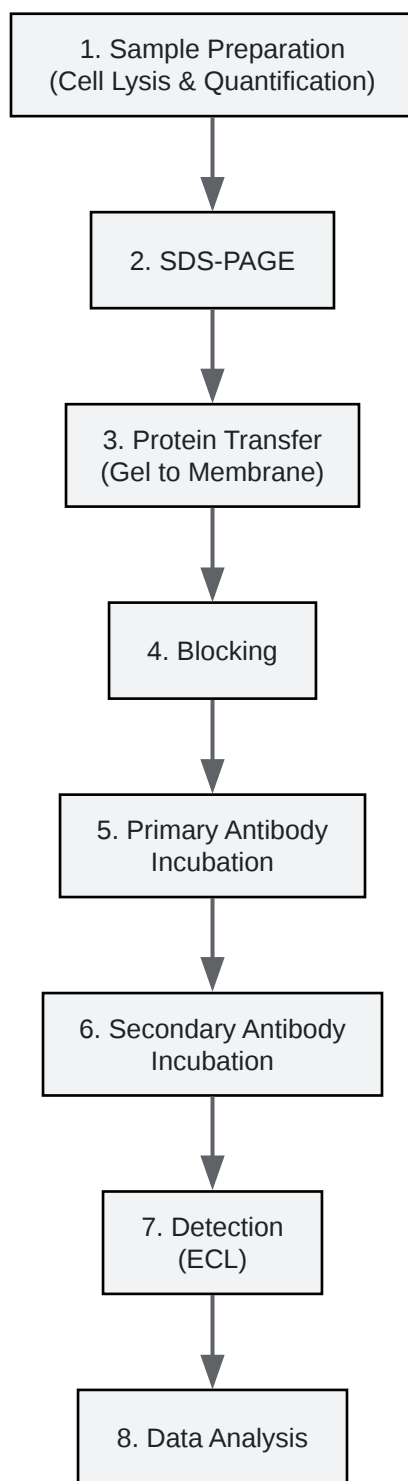 1. Sample Preparation
(Cell Lysis & Quantification)
2. SDS-PAGE
3. Protein Transfer
(Gel to Membrane)
4. Blocking
5. Primary Antibody
Incubation
6. Secondary Antibody
Incubation
7. Detection
(ECL)
8. Data Analysis